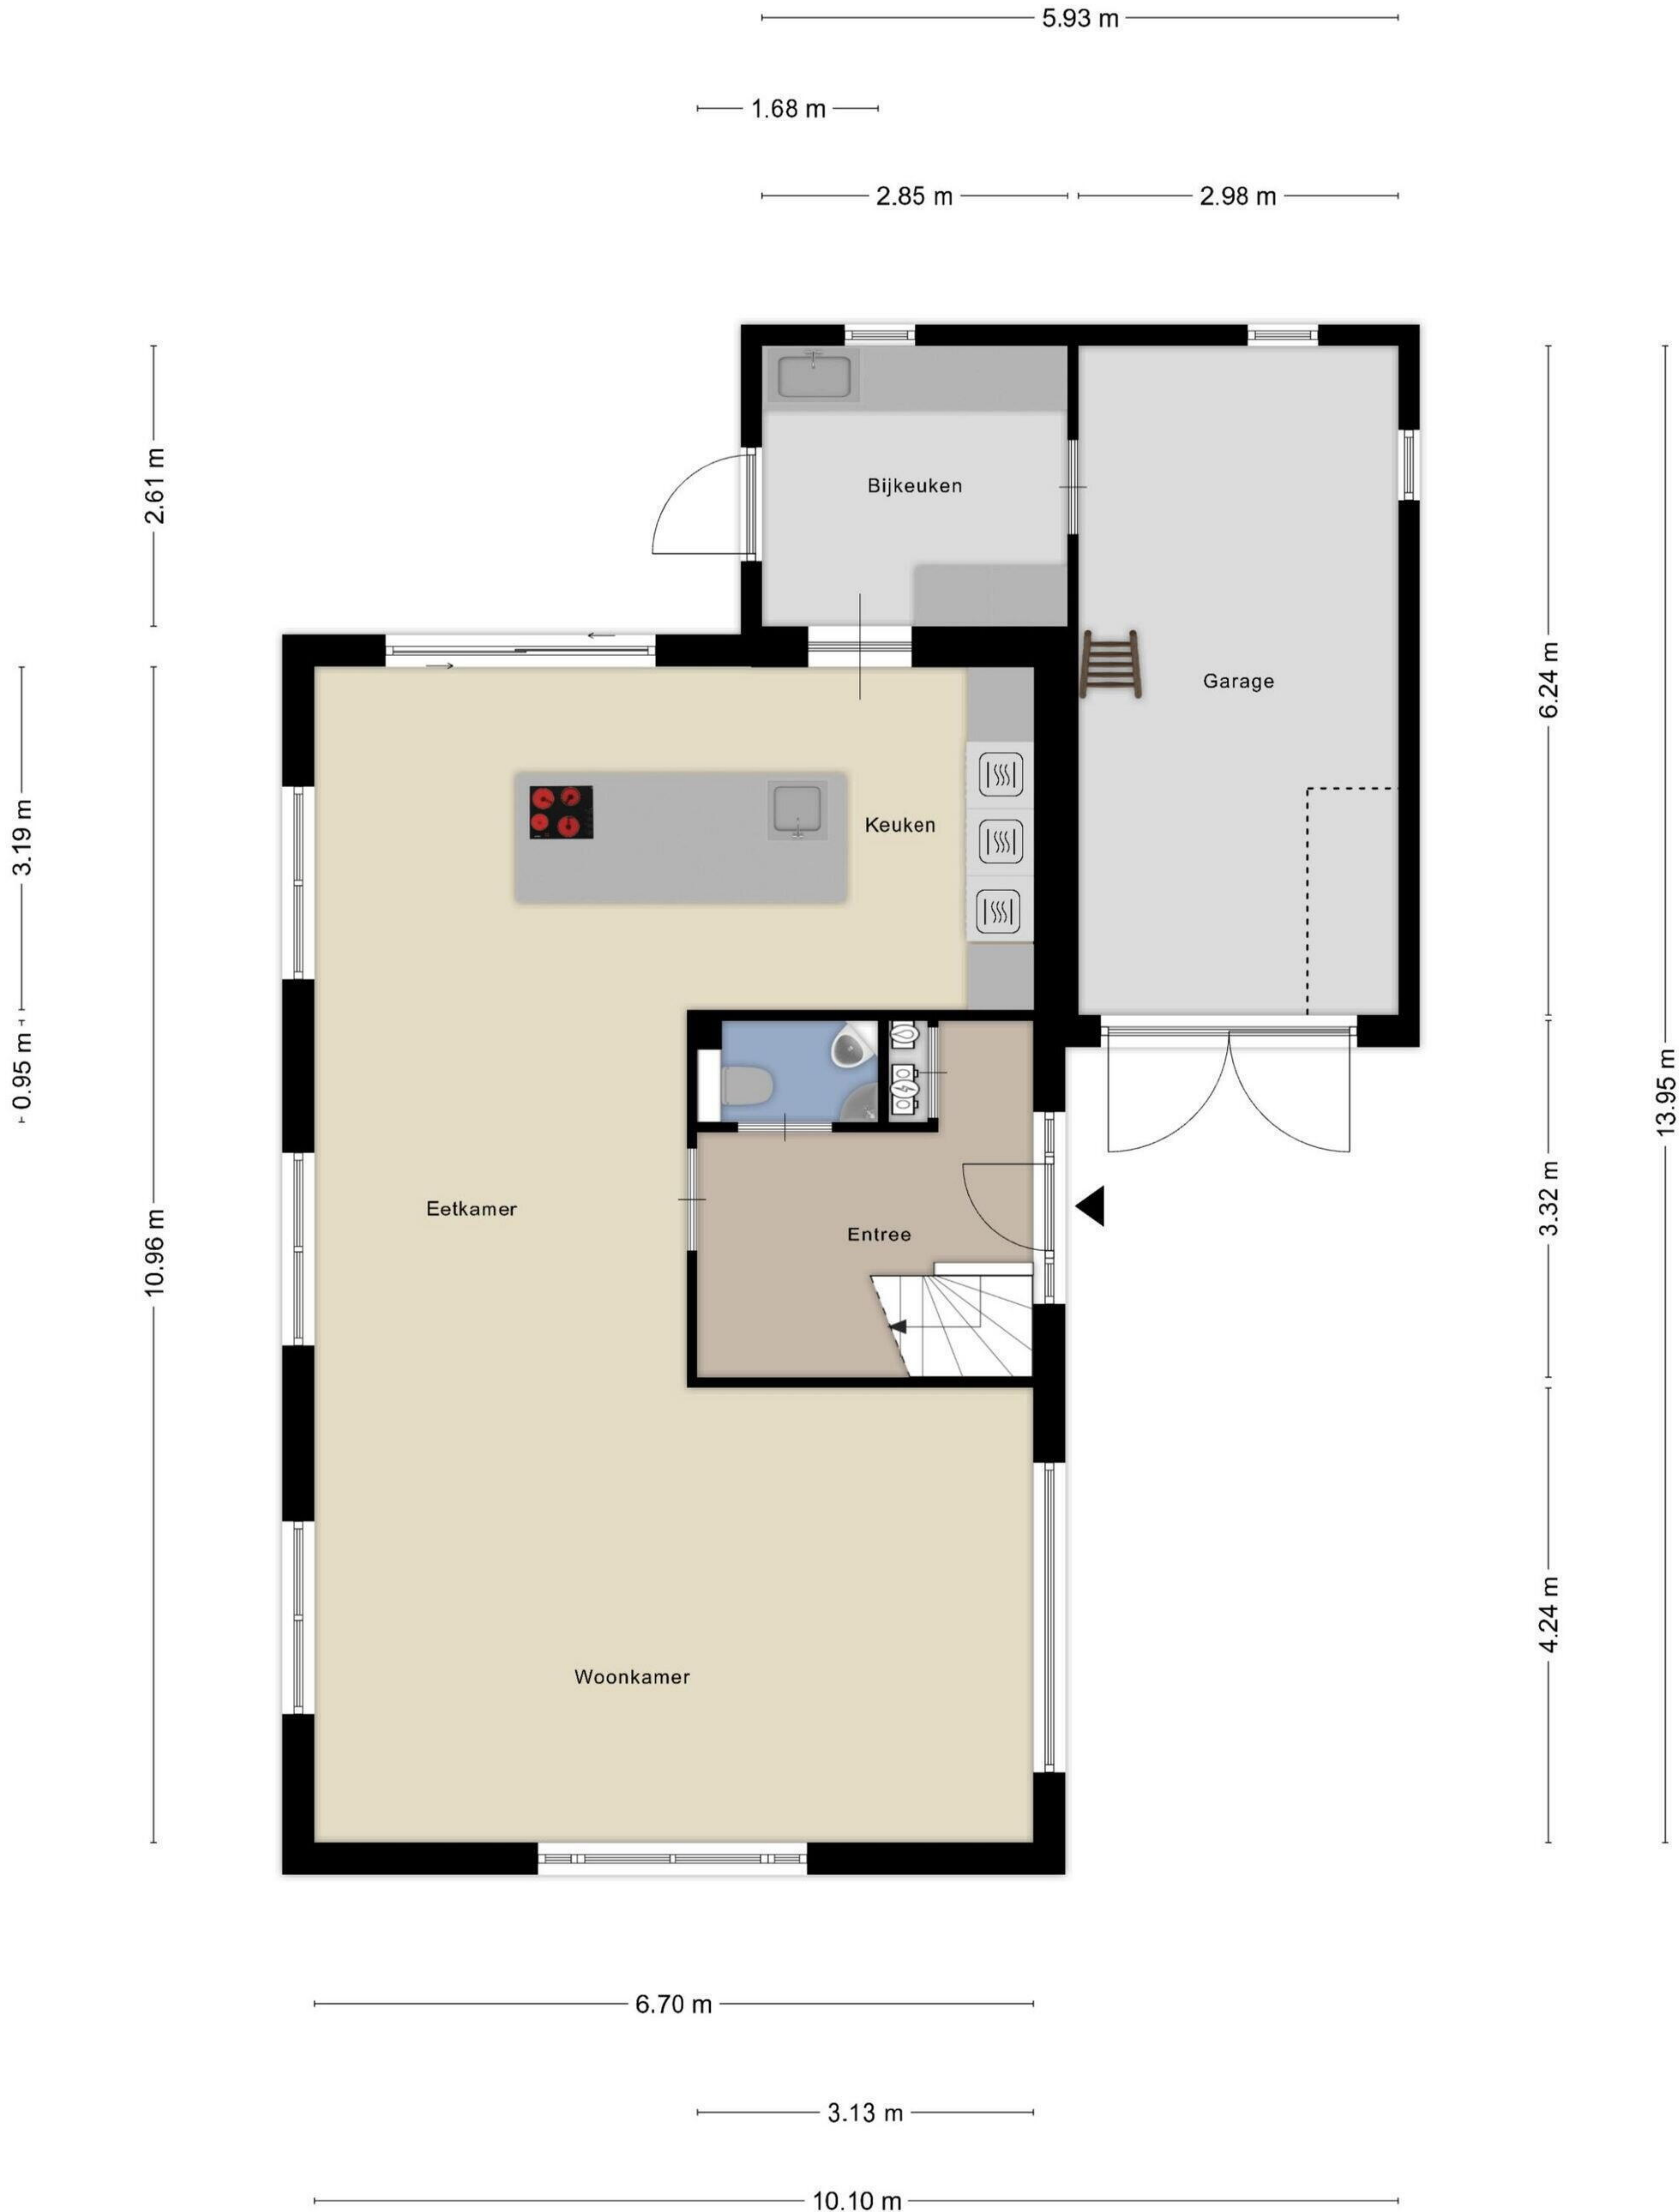 5.93 m
1.68 m
2.85 m
2.98 m
2.61 m
Bijkeuken
6.24 m
Garage
3.19 m
Keuken
0.95 m
13.95 m
10.96 m
Eetkamer
3.32 m
Entree
4.24 m
Woonkamer
6.70 m
3.13 m
10.10 m